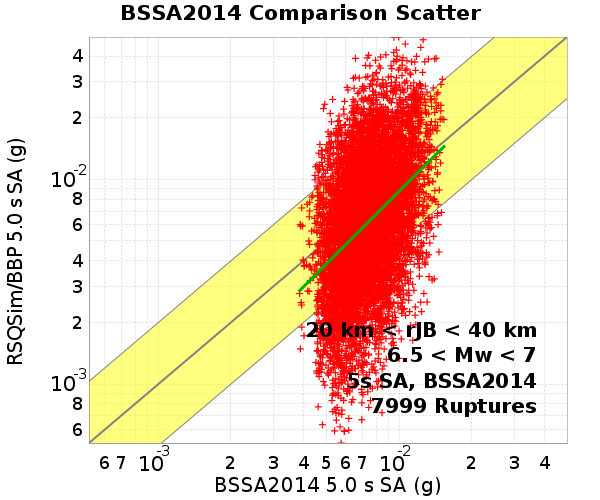 BSSA2014 Comparison Scatter
RSQSim/BBP 5.0 s SA (g)
4
3
2
10-2
8
6
4
3
2
10-3
8
6
20 km < rJB < 40 km
6.5 < Mw < 7
5s SA, BSSA2014
7999 Ruptures
6 7 10-3 2 3 4 5 6 7 10-2 2 3 4
BSSA2014 5.0 s SA (g)